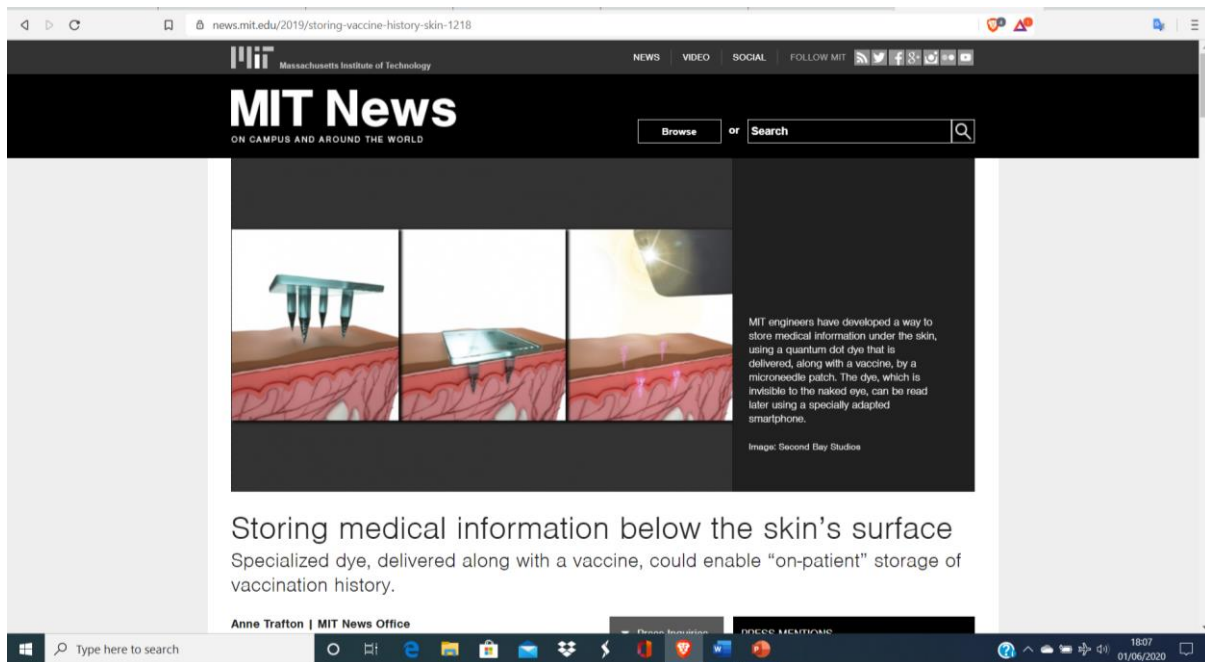 news.mit.edu/2019/storing-vaccine-history-skin-1218
Massachusetts Institute of Technology
NEWS VIDEO SOCIAL FOLLOW MIT
MIT News
ON CAMPUS AND AROUND THE WORLD
Browse or Search
MIT engineers have developed a way to
store medical information under the skin,
using a quantum dot dye that is
delivered, along with a vaccine, by a
microneedle patch. The dye, which is
invisible to the naked eye, can be read
later using a specially adapted
smartphone.
Image: Second Bay Studios
Storing medical information below the skin's surface
Specialized dye, delivered along with a vaccine, could enable “on-patient” storage of
vaccination history.
Anne Trafton | MIT News Office
Press Inquiries
PRESS MENTIONS
Type here to search
18:07
01/06/2020